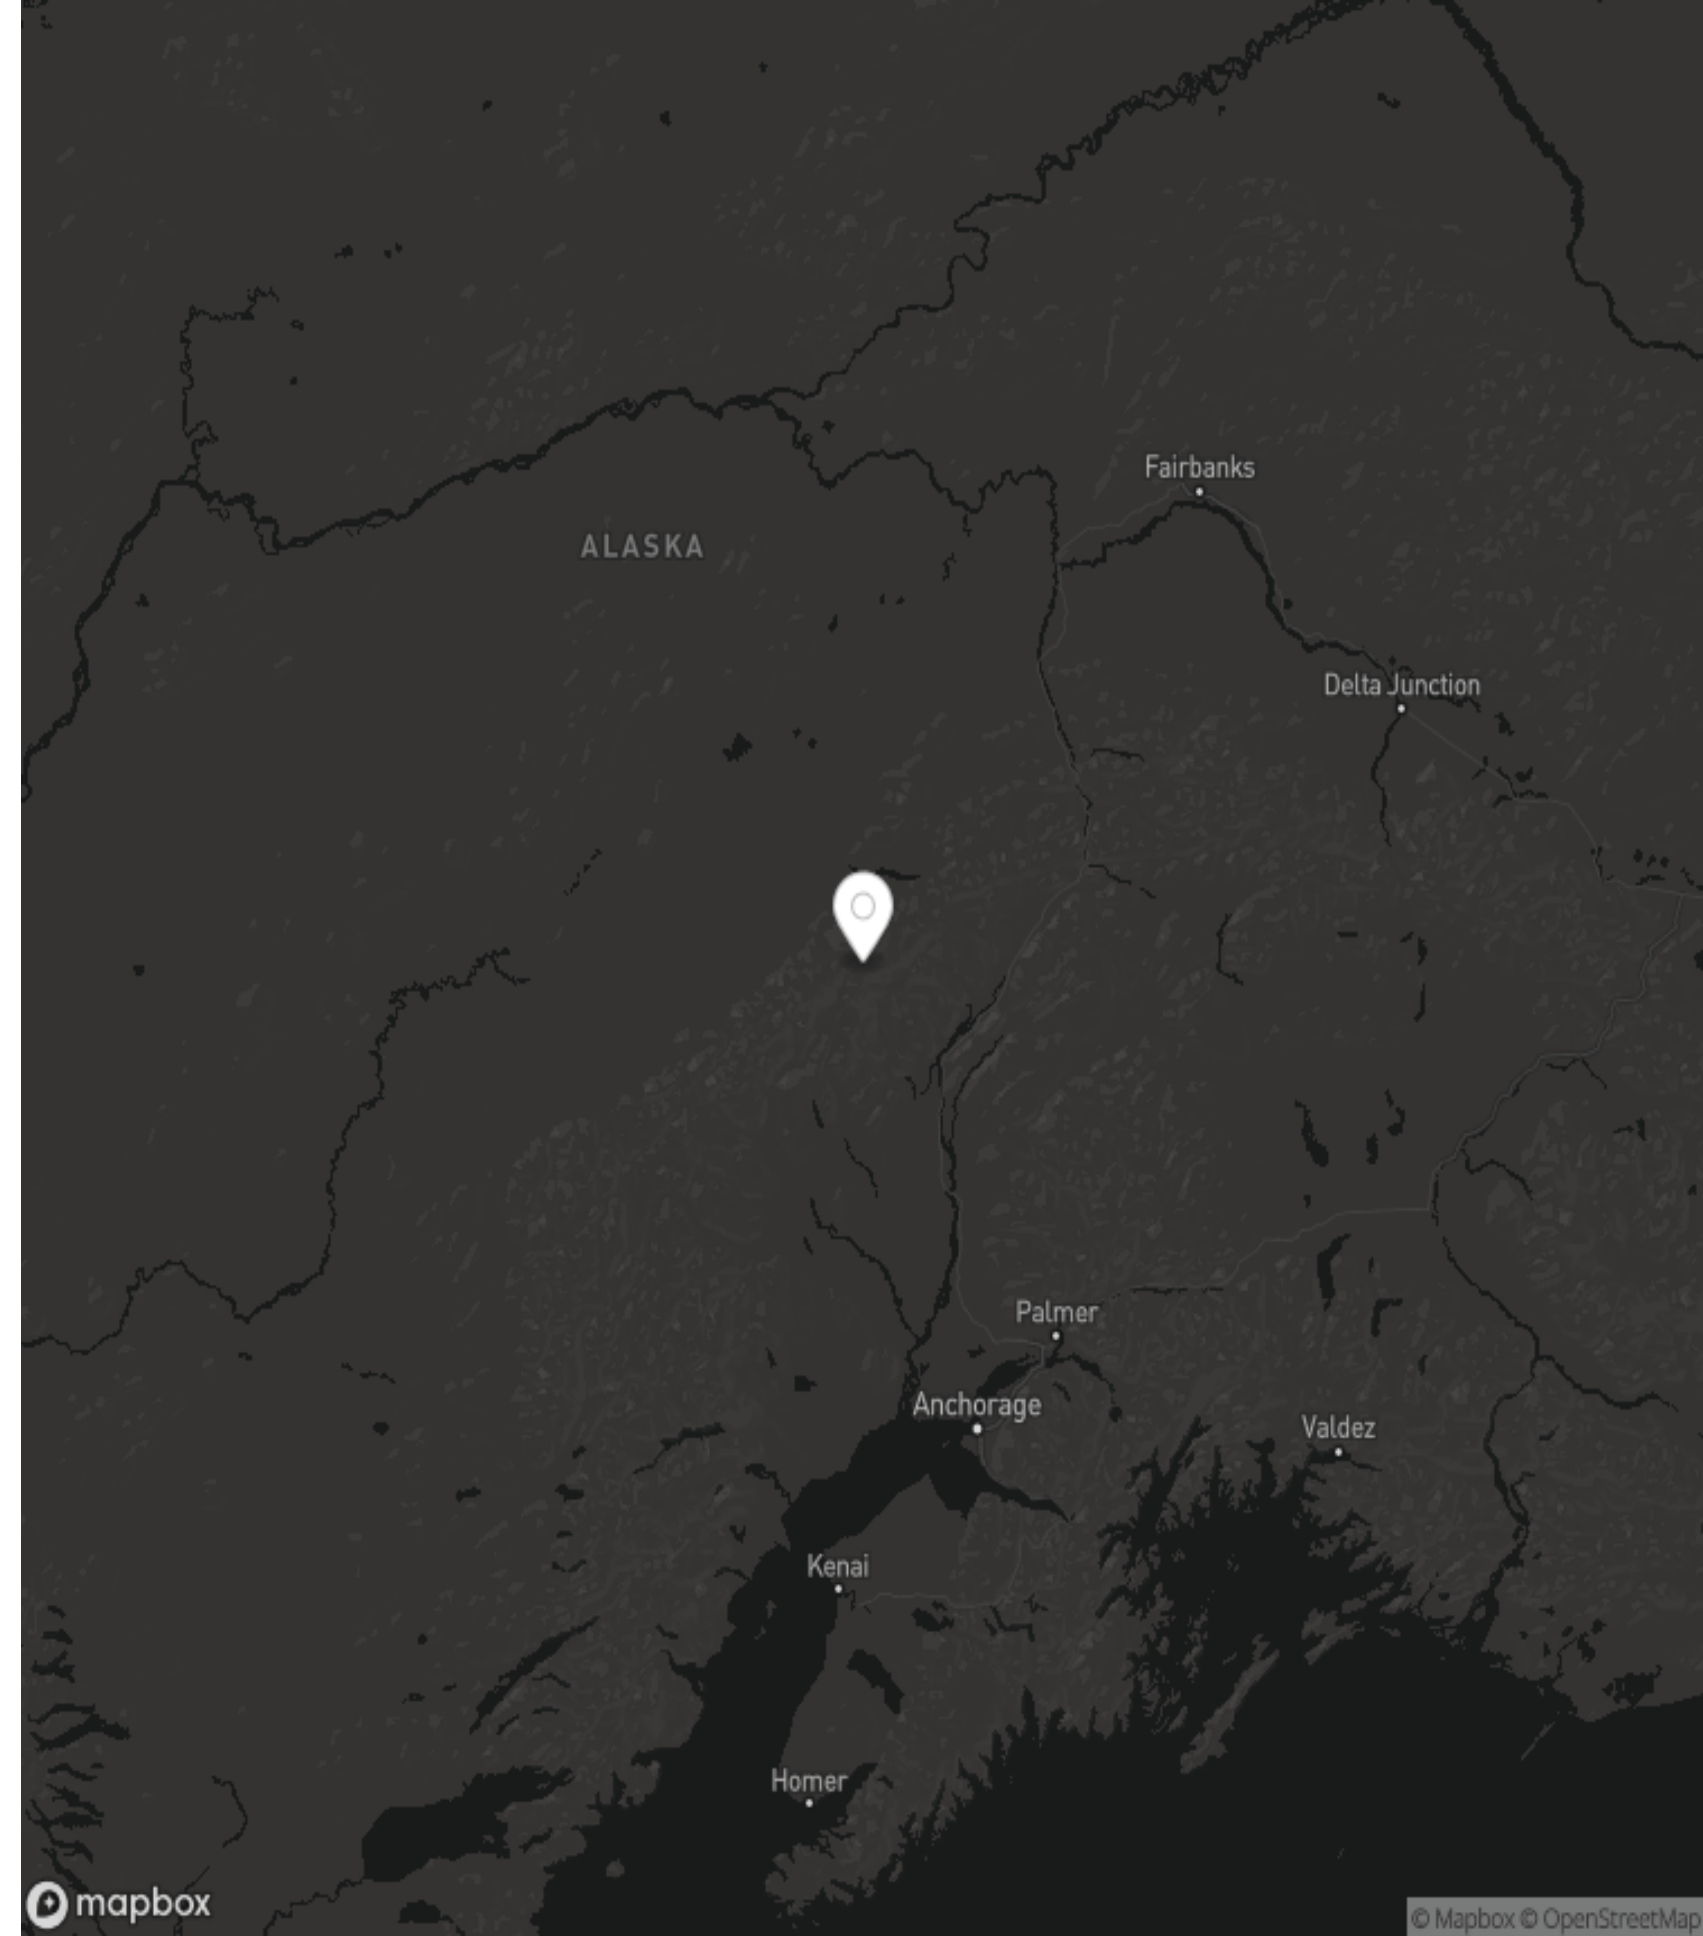 Fairbanks
ALASKA
Delta Junction
Palmer
Anchorage
Valdez
Kenai
Homer
mapbox
© Mapbox © OpenStreetMap